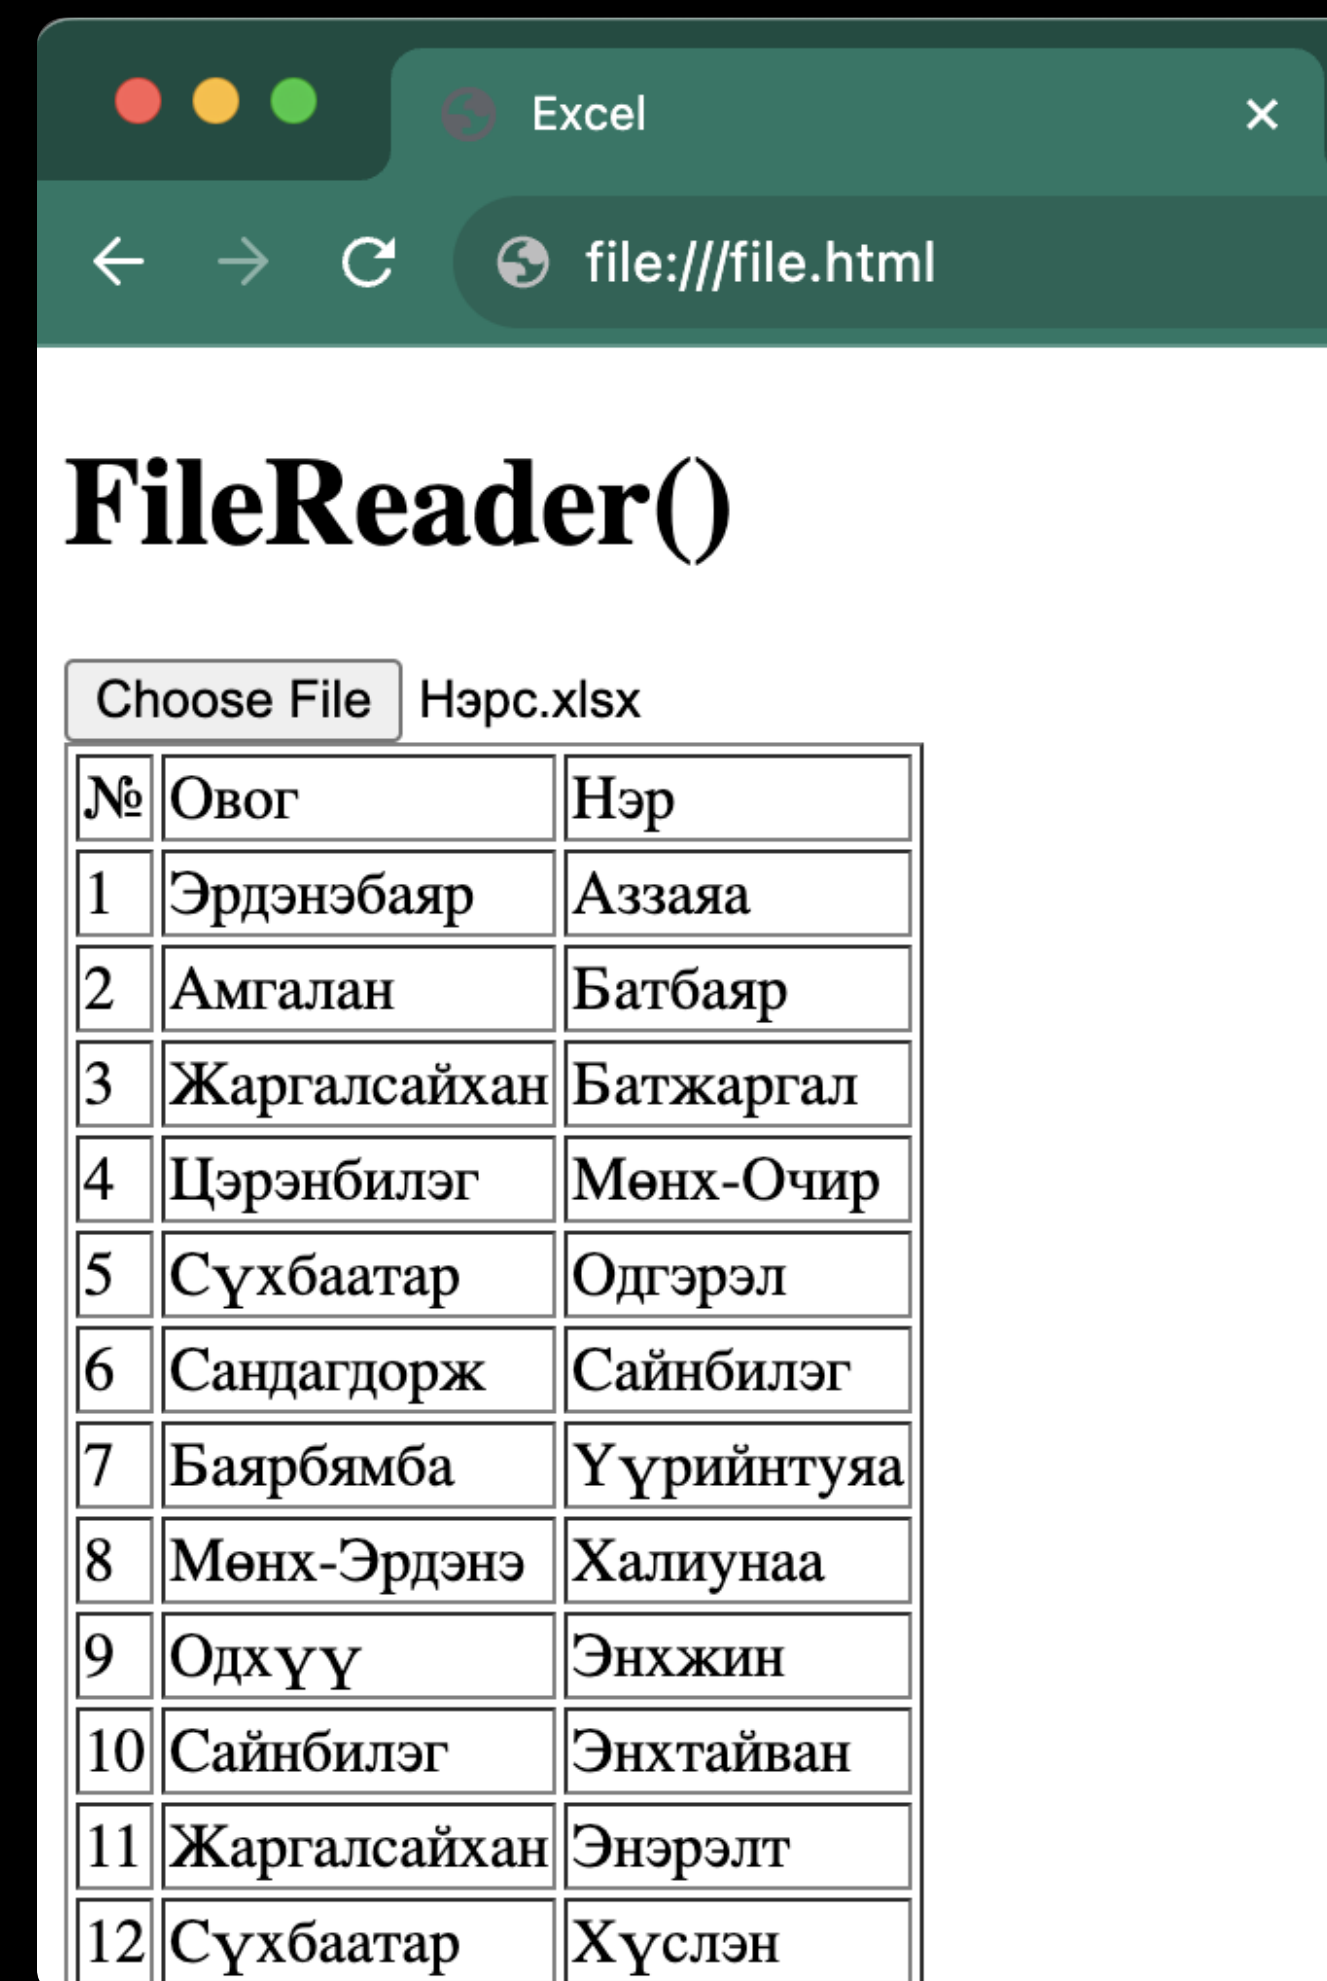 Excel
file:///file.html
FileReader()
Choose File Нэрс.xlsx
№ Овог Нэр
1 Эрдэнэбаяр Аззаяа
2 Амгалан Батбаяр
3 Жаргалсайхан Батжаргал
4 Цэрэнбилэг Мөнх-Очир
5 Сүхбаатар Одгэрэл
6 Сандагдорж Сайнбилэг
7 Баярбямба Үүрийнтуяа
8 Мөнх-Эрдэнэ Халиунаа
9 Одхүү Энхжин
10 Сайнбилэг Энхтайван
11 Жаргалсайхан Энэрэлт
12 Сүхбаатар Хүслэн